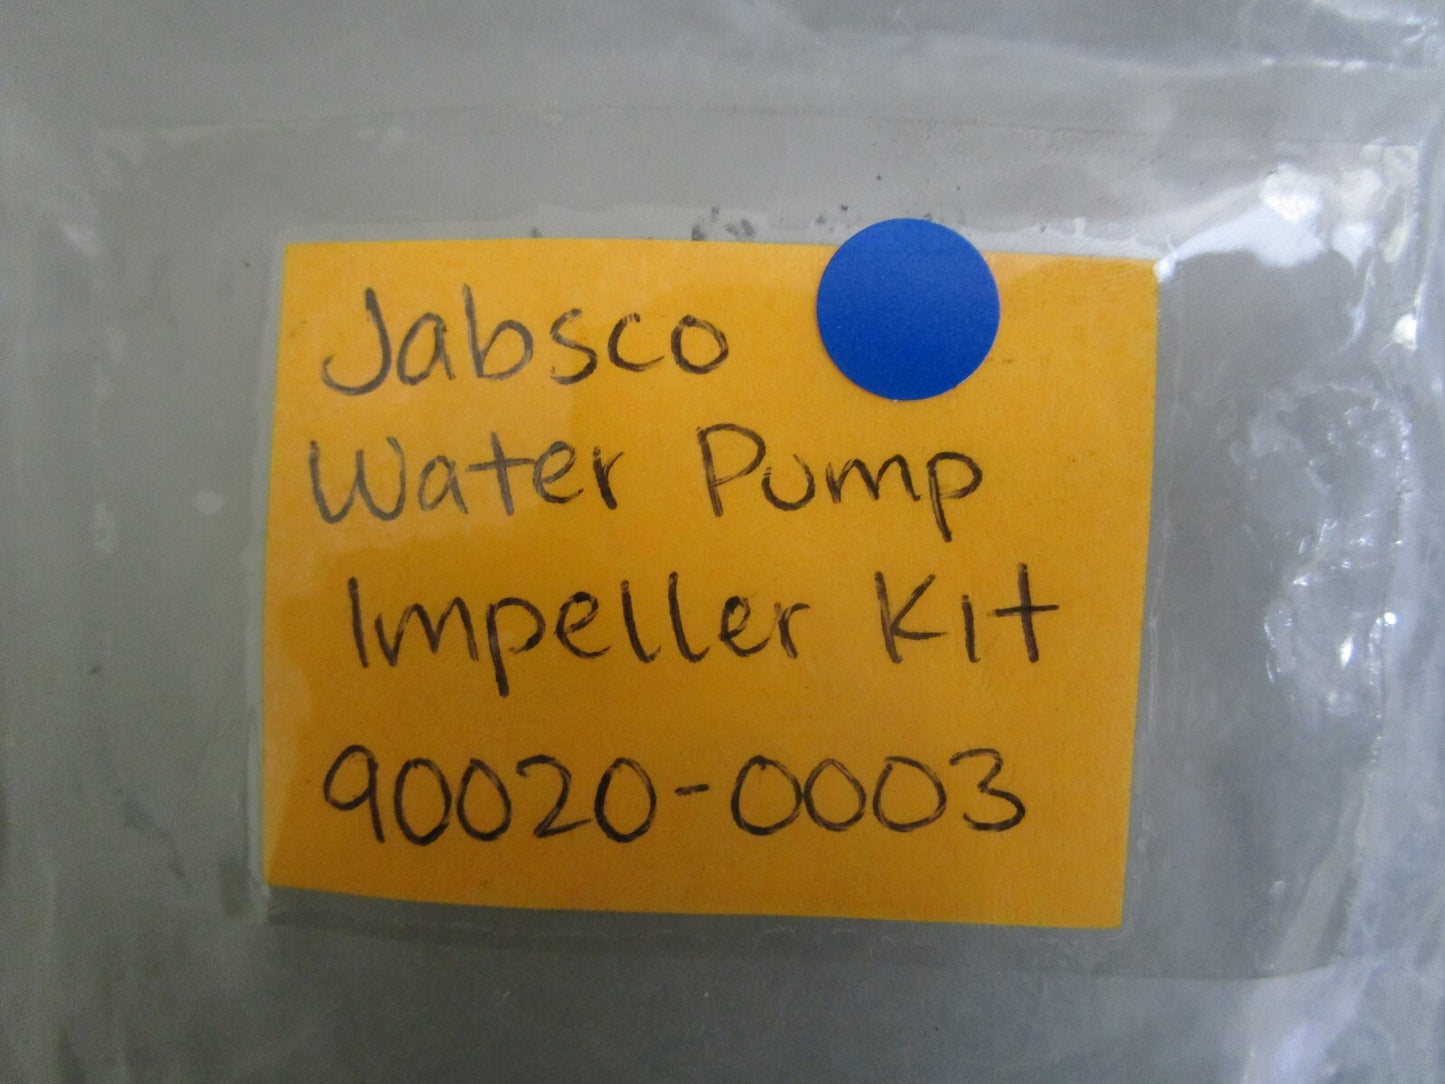 Jabsco
Water Pump
Impeller Kit
90020-0003